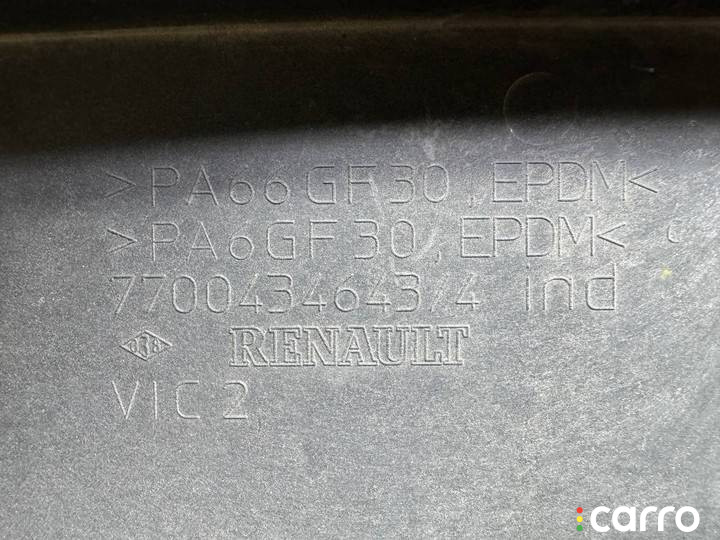 >PA66GF30,EPDM<
>PA6GF30,EPDM<
7700434643/4 ind
RENAULT
VIC 2
carro